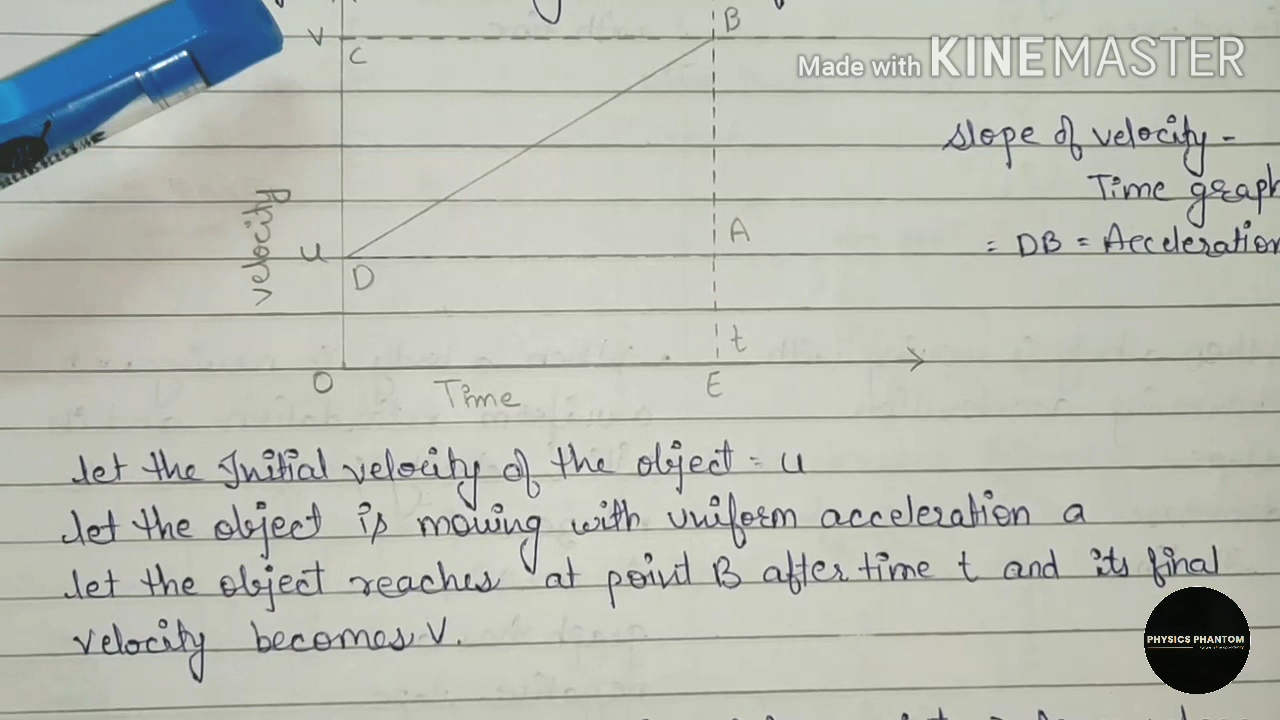 V
C
B
Made with KINEMASTER
slope of velocity -
Time graph
= DB = Acceleration
velocity
u
D
A
t
O
Time
E
let the Initial velocity of the object = u
let the object is moving with uniform acceleration a
let the object reaches at point B after time t and its final
velocity becomes V.
PHYSICS PHANTOM